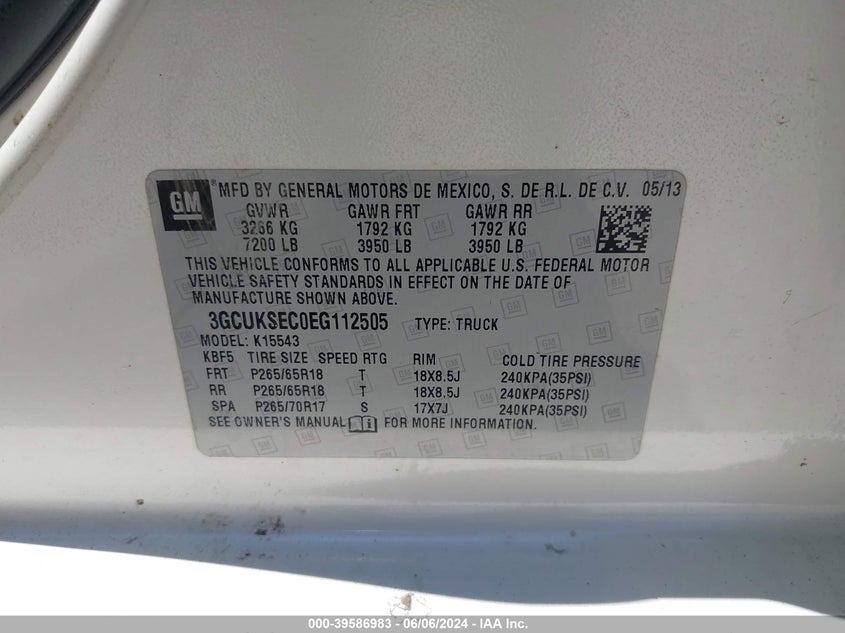 GM MFD BY GENERAL MOTORS DE MEXICO, S. DE R.L. DE C.V. 05/13
GVWR GAWR FRT GAWR RR
3266 KG 1792 KG 1792 KG
7200 LB 3950 LB 3950 LB
THIS VEHICLE CONFORMS TO ALL APPLICABLE U.S. FEDERAL MOTOR
VEHICLE SAFETY STANDARDS IN EFFECT ON THE DATE OF
MANUFACTURE SHOWN ABOVE.
3GCUKSEC0EG112505 TYPE: TRUCK
MODEL: K15543
KBF5 TIRE SIZE SPEED RTG RIM COLD TIRE PRESSURE
FRT P265/65R18 T 18X8.5J 240KPA(35PSI)
RR P265/65R18 T 18X8.5J 240KPA(35PSI)
SPA P265/70R17 S 17X7J 240KPA(35PSI)
SEE OWNER'S MANUAL FOR MORE INFORMATION.
000-39586983 - 06/06/2024 - IAA Inc.